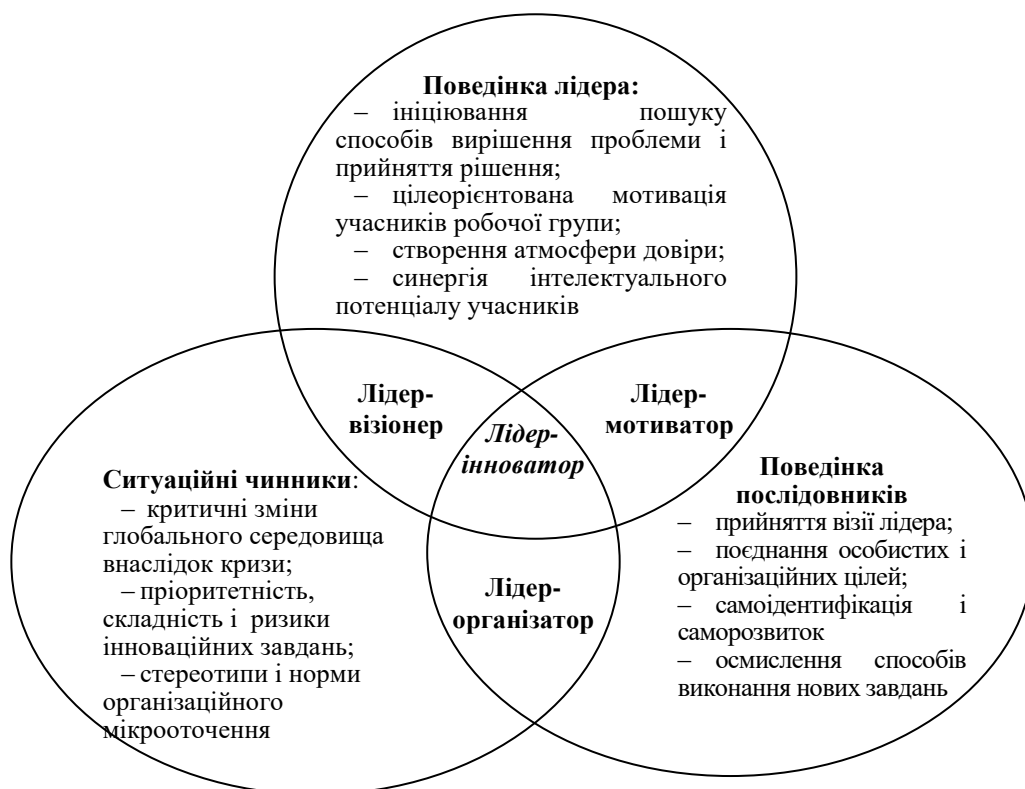 Поведінка лідера:
– ініціювання пошуку
способів вирішення проблеми і
прийняття рішення;
– цілеорієнтована мотивація
учасників робочої групи;
– створення атмосфери довіри;
– синергія інтелектуального
потенціалу учасників
Лідер-
візіонер
Лідер-
інноватор
Лідер-
мотиватор
Ситуаційні чинники:
– критичні зміни
глобального середовища
внаслідок кризи;
– пріоритетність,
складність і ризики
інноваційних завдань;
– стереотипи і норми
організаційного
мікрооточення
Лідер-
організатор
Поведінка
послідовників
– прийняття візії лідера;
– поєднання особистих і
організаційних цілей;
– самоідентифікація і
саморозвиток
– осмислення способів
виконання нових завдань